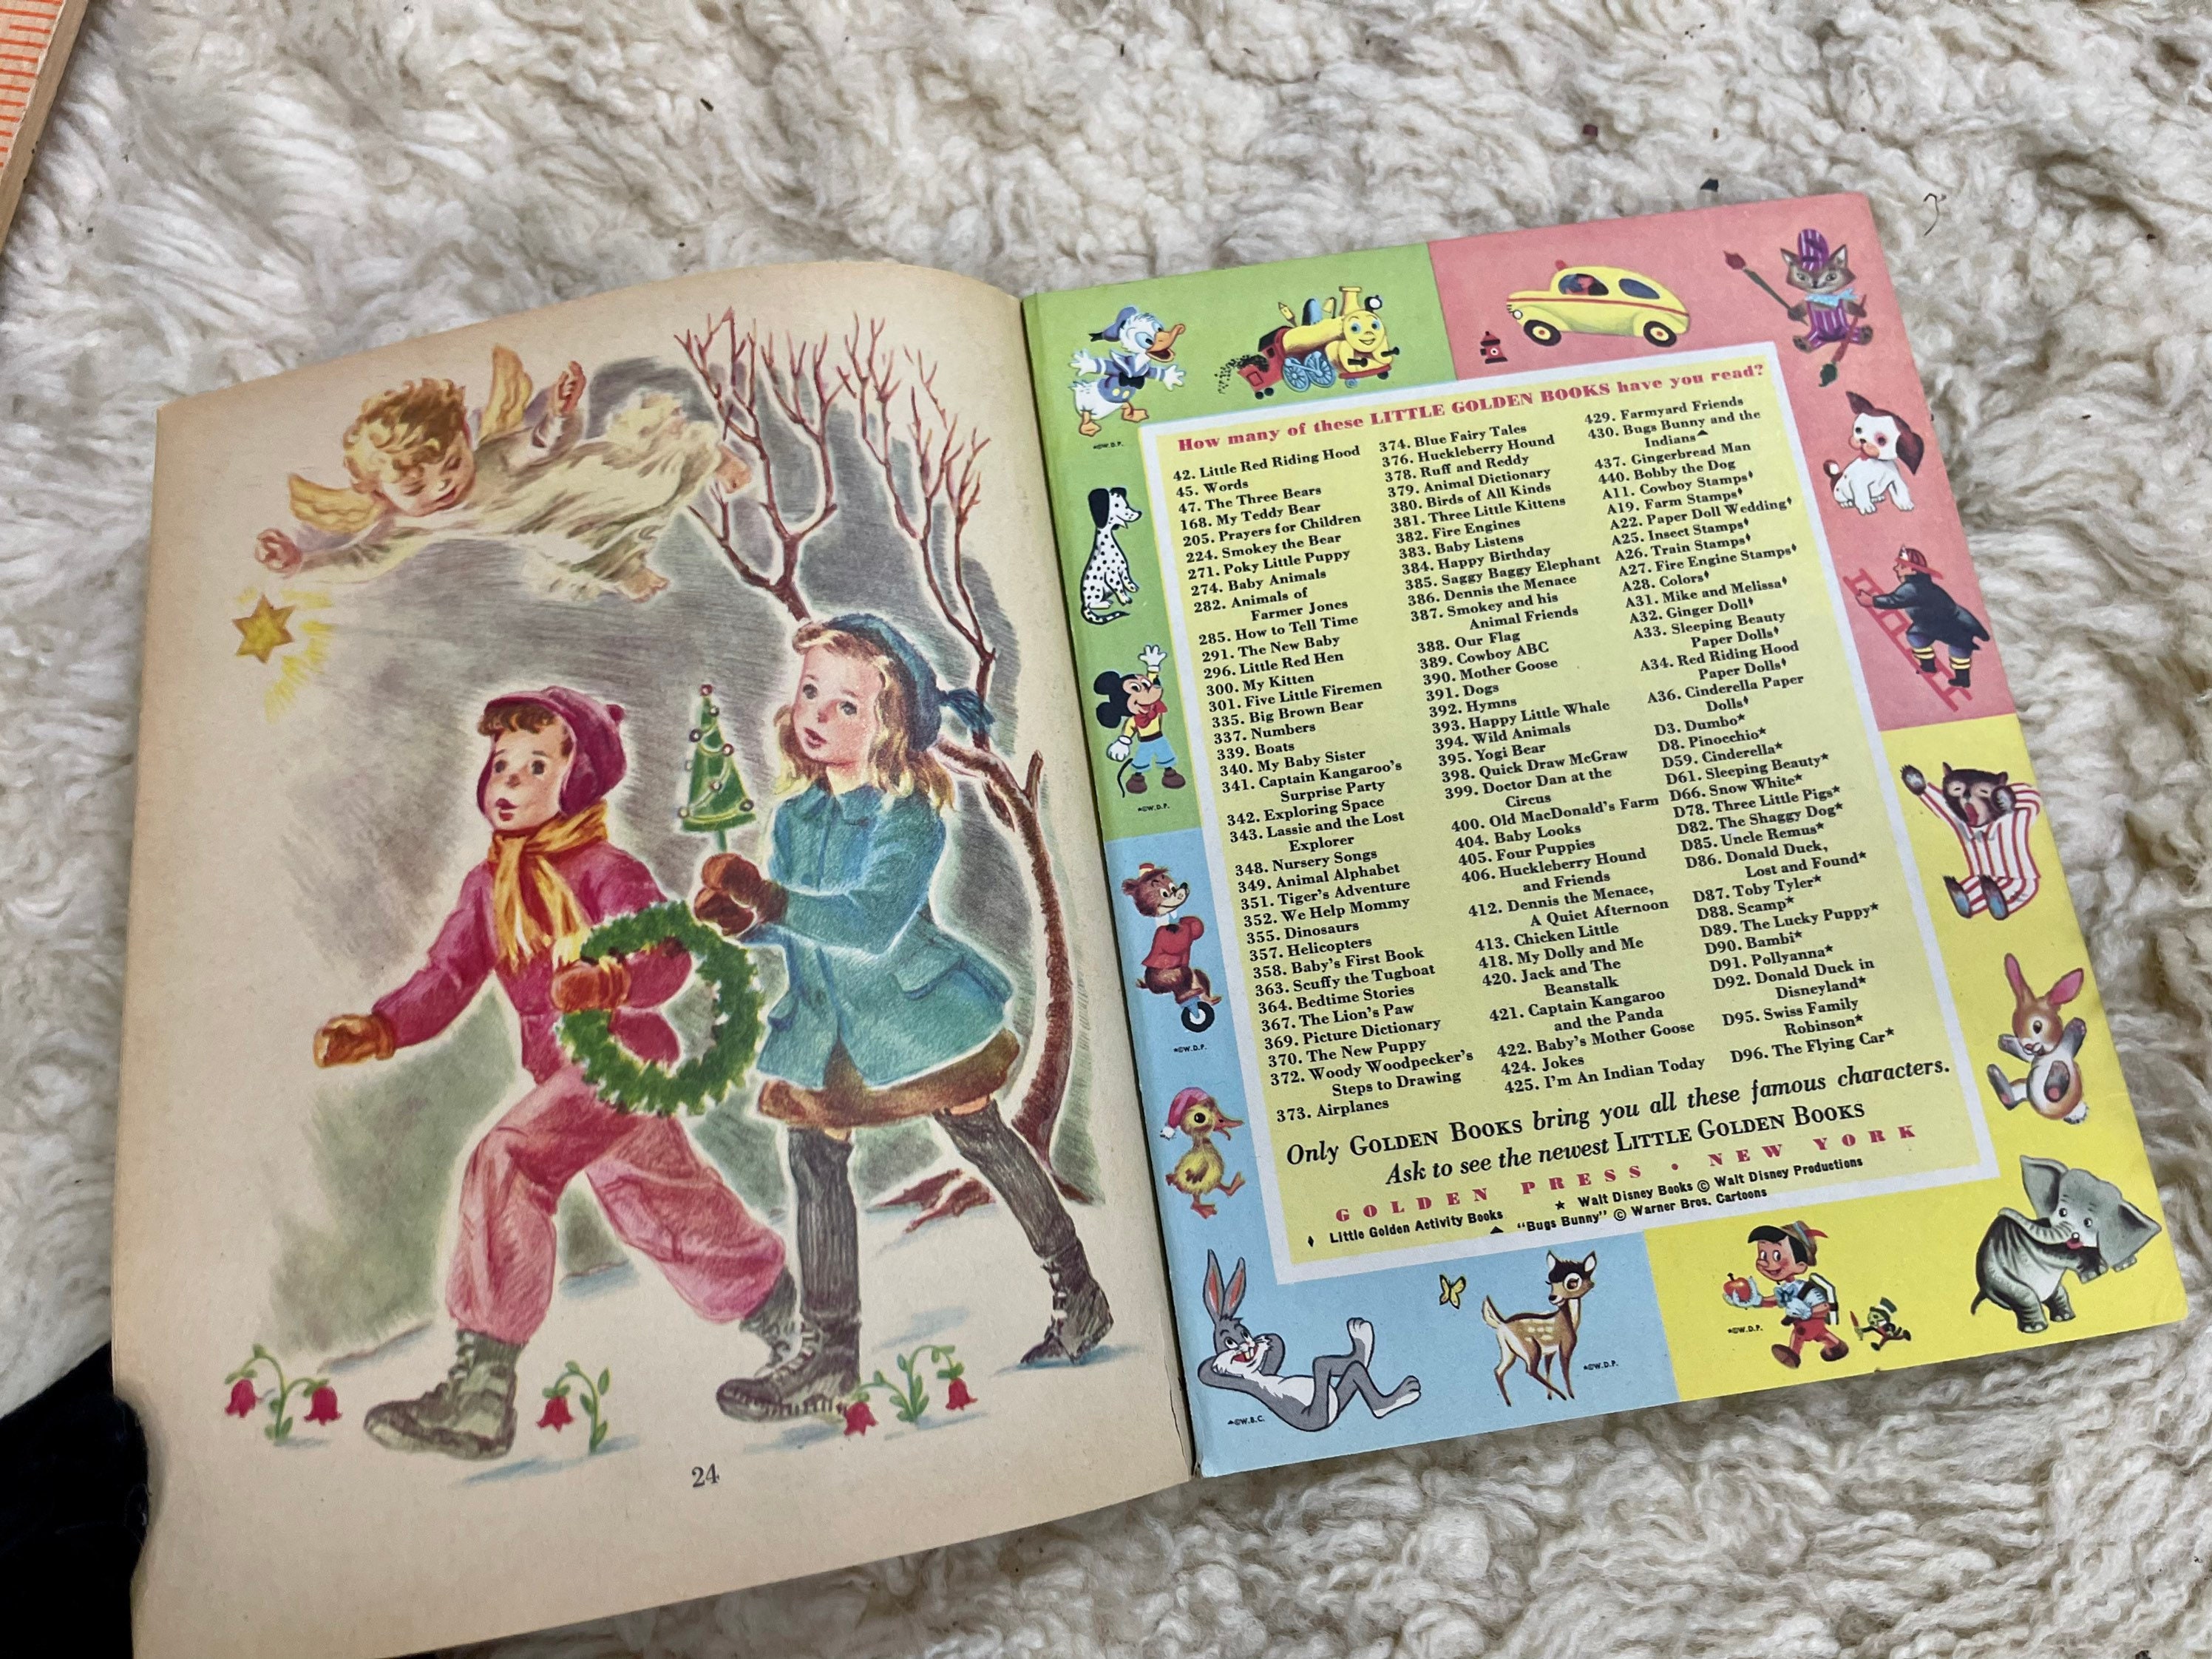 24
How many of these LITTLE GOLDEN BOOKS have you read?
42. Little Red Riding Hood
45. Words
47. The Three Bears
168. My Teddy Bear
205. Prayers for Children
224. Smokey the Bear
271. Poky Little Puppy
274. Baby Animals
282. Animals of
Farmer Jones
285. How to Tell Time
291. The New Baby
296. Little Red Hen
300. My Kitten
301. Five Little Firemen
335. Big Brown Bear
337. Numbers
339. Boats
340. My Baby Sister
341. Captain Kangaroo's
Surprise Party
342. Exploring Space
343. Lassie and the Lost
Explorer
348. Nursery Songs
349. Animal Alphabet
351. Tiger's Adventure
352. We Help Mommy
355. Dinosaurs
357. Helicopters
358. Baby's First Book
363. Scuffy the Tugboat
364. Bedtime Stories
367. The Lion's Paw
369. Picture Dictionary
370. The New Puppy
372. Woody Woodpecker's
Steps to Drawing
373. Airplanes
374. Blue Fairy Tales
376. Huckleberry Hound
378. Ruff and Reddy
379. Animal Dictionary
380. Birds of All Kinds
381. Three Little Kittens
382. Fire Engines
383. Baby Listens
384. Happy Birthday
385. Saggy Baggy Elephant
386. Dennis the Menace
387. Smokey and his
Animal Friends
388. Our Flag
389. Cowboy ABC
390. Mother Goose
391. Dogs
392. Hymns
393. Happy Little Whale
394. Wild Animals
395. Yogi Bear
398. Quick Draw McGraw
399. Doctor Dan at the
Circus
400. Old MacDonald's Farm
404. Baby Looks
405. Four Puppies
406. Huckleberry Hound
and Friends
412. Dennis the Menace,
A Quiet Afternoon
413. Chicken Little
418. My Dolly and Me
420. Jack and The
Beanstalk
421. Captain Kangaroo
and the Panda
422. Baby's Mother Goose
424. Jokes
425. I'm An Indian Today
429. Farmyard Friends
430. Bugs Bunny and the
Indians▲
437. Gingerbread Man
440. Bobby the Dog
A11. Cowboy Stamps♦
A19. Farm Stamps♦
A22. Paper Doll Wedding♦
A25. Insect Stamps♦
A26. Train Stamps♦
A27. Fire Engine Stamps♦
A28. Colors♦
A31. Mike and Melissa♦
A32. Ginger Doll♦
A33. Sleeping Beauty
Paper Dolls♦
A34. Red Riding Hood
Paper Dolls♦
A36. Cinderella Paper
Dolls♦
D3. Dumbo★
D8. Pinocchio★
D59. Cinderella★
D61. Sleeping Beauty★
D66. Snow White★
D78. Three Little Pigs★
D82. The Shaggy Dog★
D85. Uncle Remus★
D86. Donald Duck,
Lost and Found★
D87. Toby Tyler★
D88. Scamp★
D89. The Lucky Puppy★
D90. Bambi★
D91. Pollyanna★
D92. Donald Duck in
Disneyland★
D95. Swiss Family
Robinson★
D96. The Flying Car★
Only GOLDEN BOOKS bring you all these famous characters.
Ask to see the newest LITTLE GOLDEN BOOKS
GOLDEN PRESS • NEW YORK
♦ Little Golden Activity Books ★ Walt Disney Books © Walt Disney Productions
▲ "Bugs Bunny" © Warner Bros. Cartoons
★©W.D.P.
★©W.D.P.
★©W.D.P.
▲©W.B.C.
★©W.D.P.
★©W.D.P.